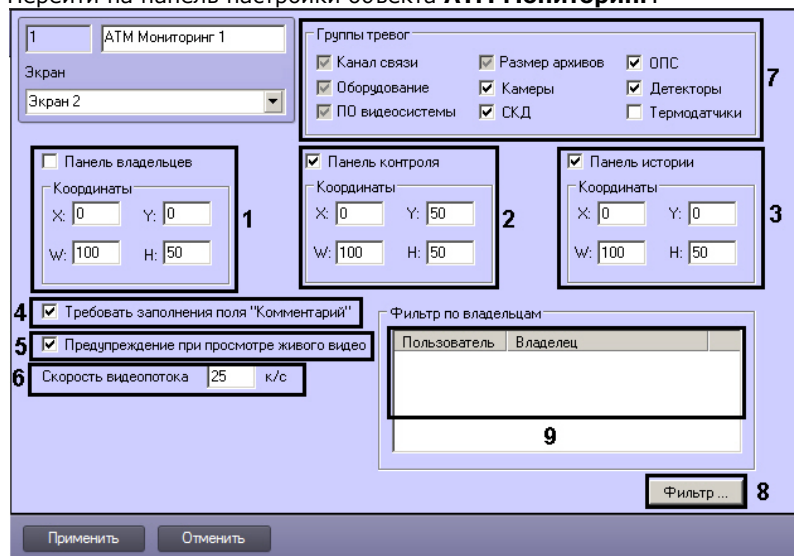 Перейти на панель настройки объекта АТМ Мониторинг.
1 АТМ Мониторинг 1
Экран
Экран 2
Группы тревог
Канал связи Размер архивов ОПС
Оборудование Камеры Детекторы
ПО видеосистемы СКД Термодатчики
7
Панель владельцев
Координаты
X: 0 Y: 0
W: 100 H: 50
1
Панель контроля
Координаты
X: 0 Y: 50
W: 100 H: 50
2
Панель истории
Координаты
X: 0 Y: 0
W: 100 H: 50
3
4 Требовать заполнения поля "Комментарий"
5 Предупреждение при просмотре живого видео
6 Скорость видеопотока 25 к/с
Фильтр по владельцам
Пользователь Владелец
9
Фильтр ... 8
Применить Отменить